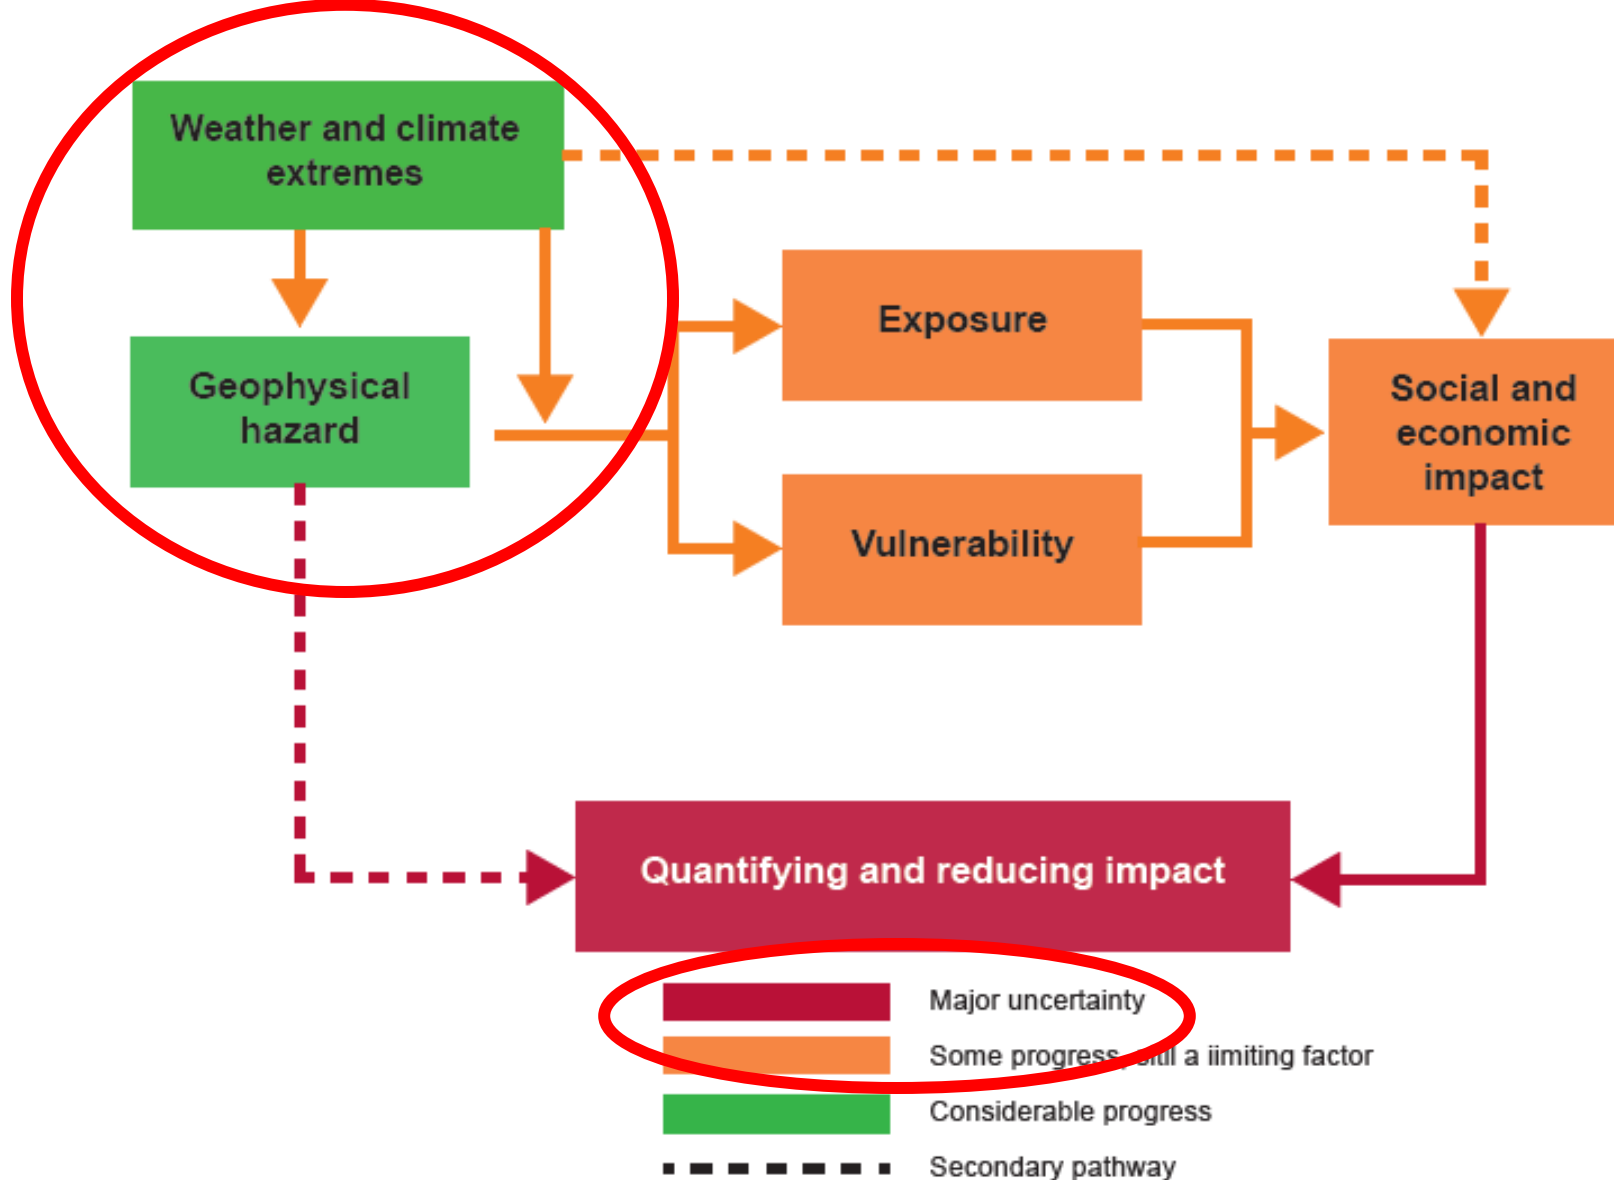 Weather and climate
extremes
Geophysical
hazard
Exposure
Vulnerability
Social and
economic
impact
Quantifying and reducing impact
Major uncertainty
Some progress, still a iimiting factor
Considerable progress
Secondary pathway